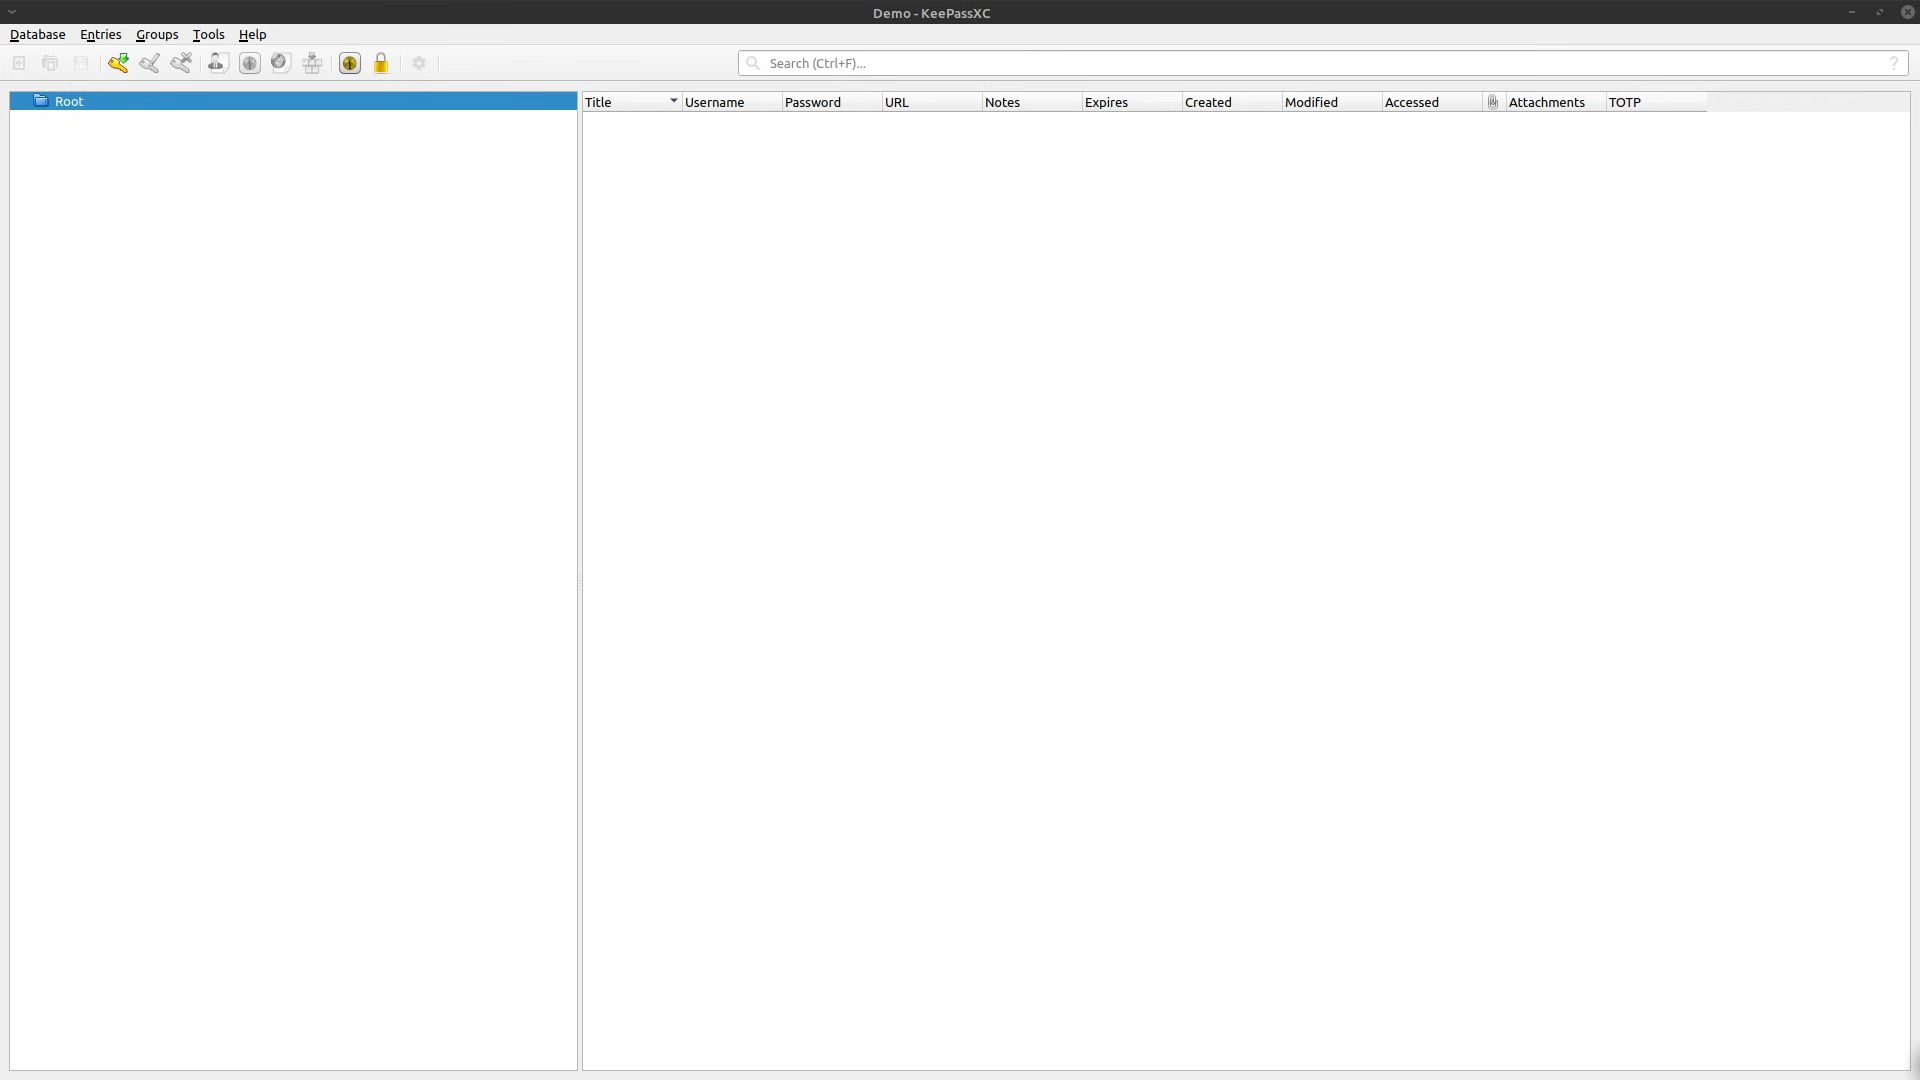 Demo - KeePassXC
Database Entries Groups Tools Help
Search (Ctrl+F)... ?
Root
Title Username Password URL Notes Expires Created Modified Accessed Attachments TOTP